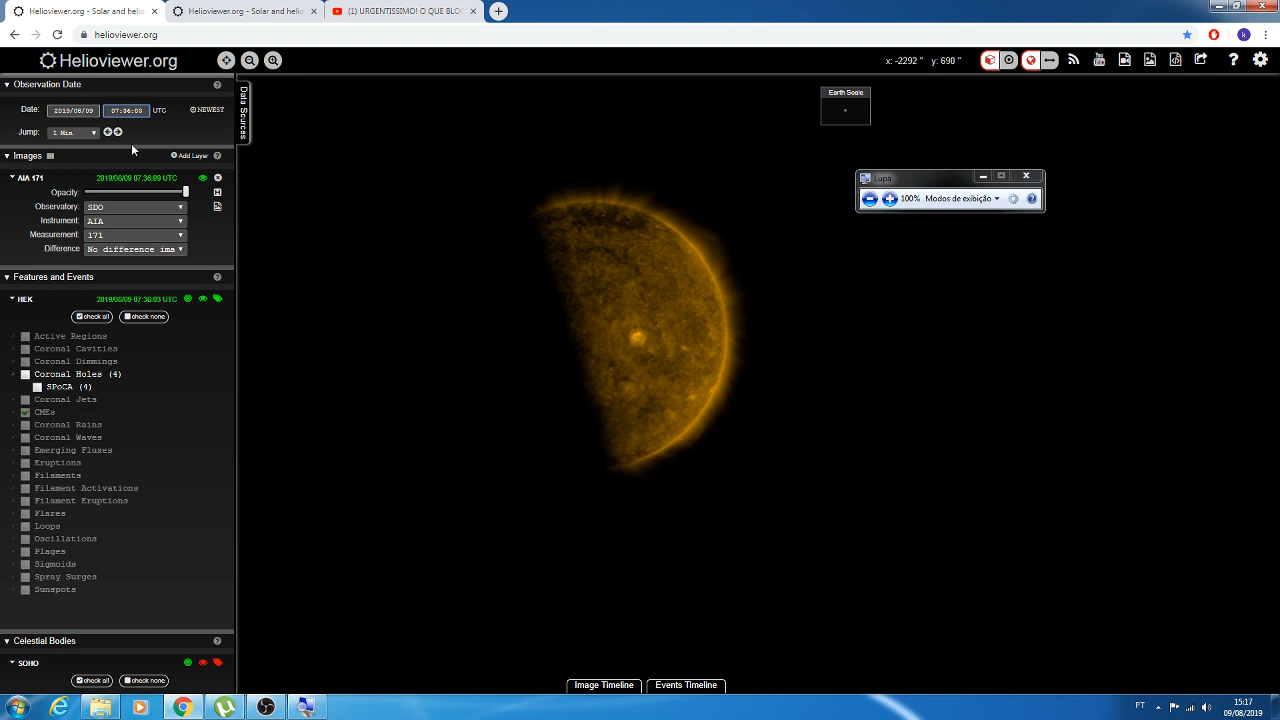 Helioviewer.org - Solar and helio
Helioviewer.org - Solar and helio
(1) URGENTISSIMO! O QUE BLOC
helioviewer.org
Helioviewer.org
x: -2292 " y: 690 "
Observation Date
Date: 2019/08/09 07:36:03 UTC NEWEST
Jump: 1 Min
Images Add Layer
AIA 171 2019/08/09 07:36:09 UTC
Opacity:
Observatory: SDO
Instrument: AIA
Measurement: 171
Difference No difference ima
Features and Events
HEK 2019/08/09 07:36:03 UTC
check all check none
Active Regions
Coronal Cavities
Coronal Dimmings
Coronal Holes (4)
SPoCA (4)
Coronal Jets
CMEs
Coronal Rains
Coronal Waves
Emerging Fluxes
Eruptions
Filaments
Filament Activations
Filament Eruptions
Flares
Loops
Oscillations
Plages
Sigmoids
Spray Surges
Sunspots
Celestial Bodies
SOHO
check all check none
Data Sources
Earth Scale
Lupa
100% Modos de exibição
Image Timeline Events Timeline
PT 15:17
09/08/2019